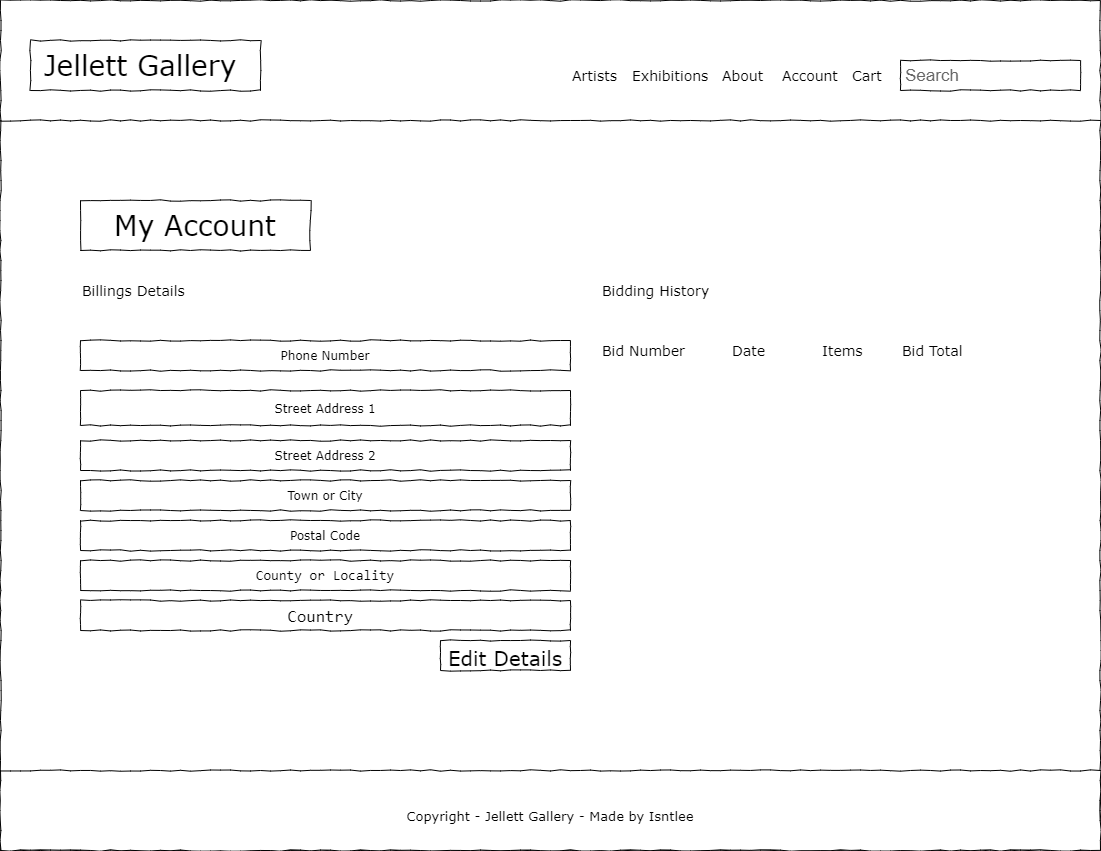 Jellett Gallery
Artists Exhibitions About Account Cart Search
My Account
Billings Details
Phone Number
Street Address 1
Street Address 2
Town or City
Postal Code
County or Locality
Country
Edit Details
Bidding History
Bid Number Date Items Bid Total
Copyright - Jellett Gallery - Made by Isntlee